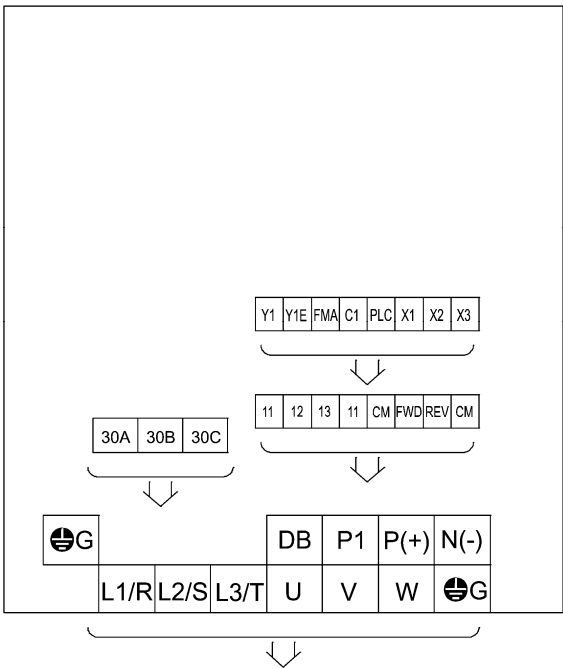 Y1 Y1E FMA C1 PLC X1 X2 X3
11 12 13 11 CM FWD REV CM
30A 30B 30C
G DB P1 P(+) N(-)
L1/R L2/S L3/T U V W G